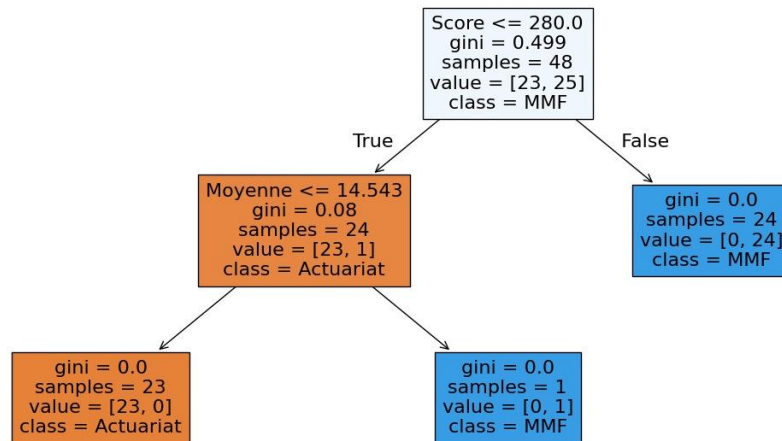 Score <= 280.0
gini = 0.499
samples = 48
value = [23, 25]
class = MMF
True
False
Moyenne <= 14.543
gini = 0.08
samples = 24
value = [23, 1]
class = Actuariat
gini = 0.0
samples = 24
value = [0, 24]
class = MMF
gini = 0.0
samples = 23
value = [23, 0]
class = Actuariat
gini = 0.0
samples = 1
value = [0, 1]
class = MMF